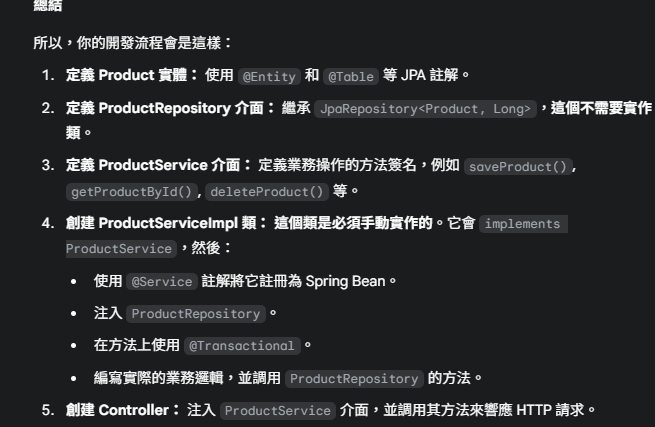 總結
所以，你的開發流程會是這樣：
1. 定義 Product 實體： 使用 @Entity 和 @Table 等 JPA 註解。
2. 定義 ProductRepository 介面： 繼承 JpaRepository<Product, Long>，這個不需要實作
類。
3. 定義 ProductService 介面： 定義業務操作的方法簽名，例如 saveProduct(),
getProductById(), deleteProduct() 等。
4. 創建 ProductServiceImpl 類： 這個類是必須手動實作的。它會 implements
ProductService，然後：
• 使用 @Service 註解將它註冊為 Spring Bean。
• 注入 ProductRepository。
• 在方法上使用 @Transactional。
• 編寫實際的業務邏輯，並調用 ProductRepository 的方法。
5. 創建 Controller： 注入 ProductService 介面，並調用其方法來響應 HTTP 請求。